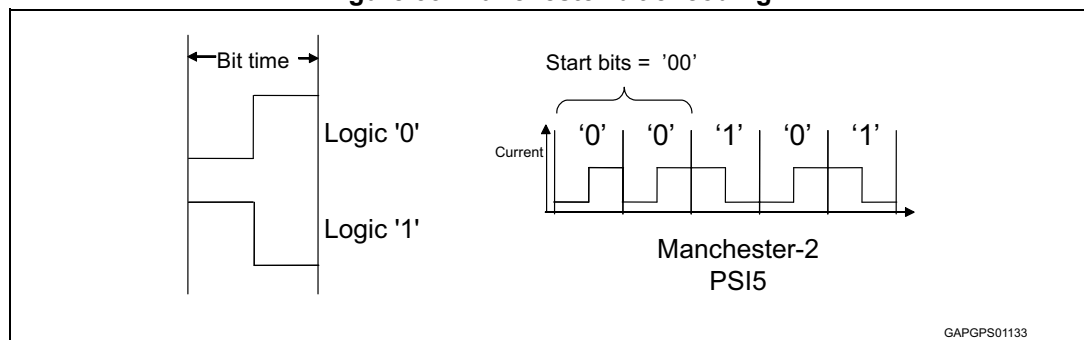 Bit time
Logic '0'
Logic '1'
Start bits = '00'
Current
‘0’ ‘0’ ‘1’ ‘0’ ‘1’
Manchester-2
PSI5
GAPGPS01133